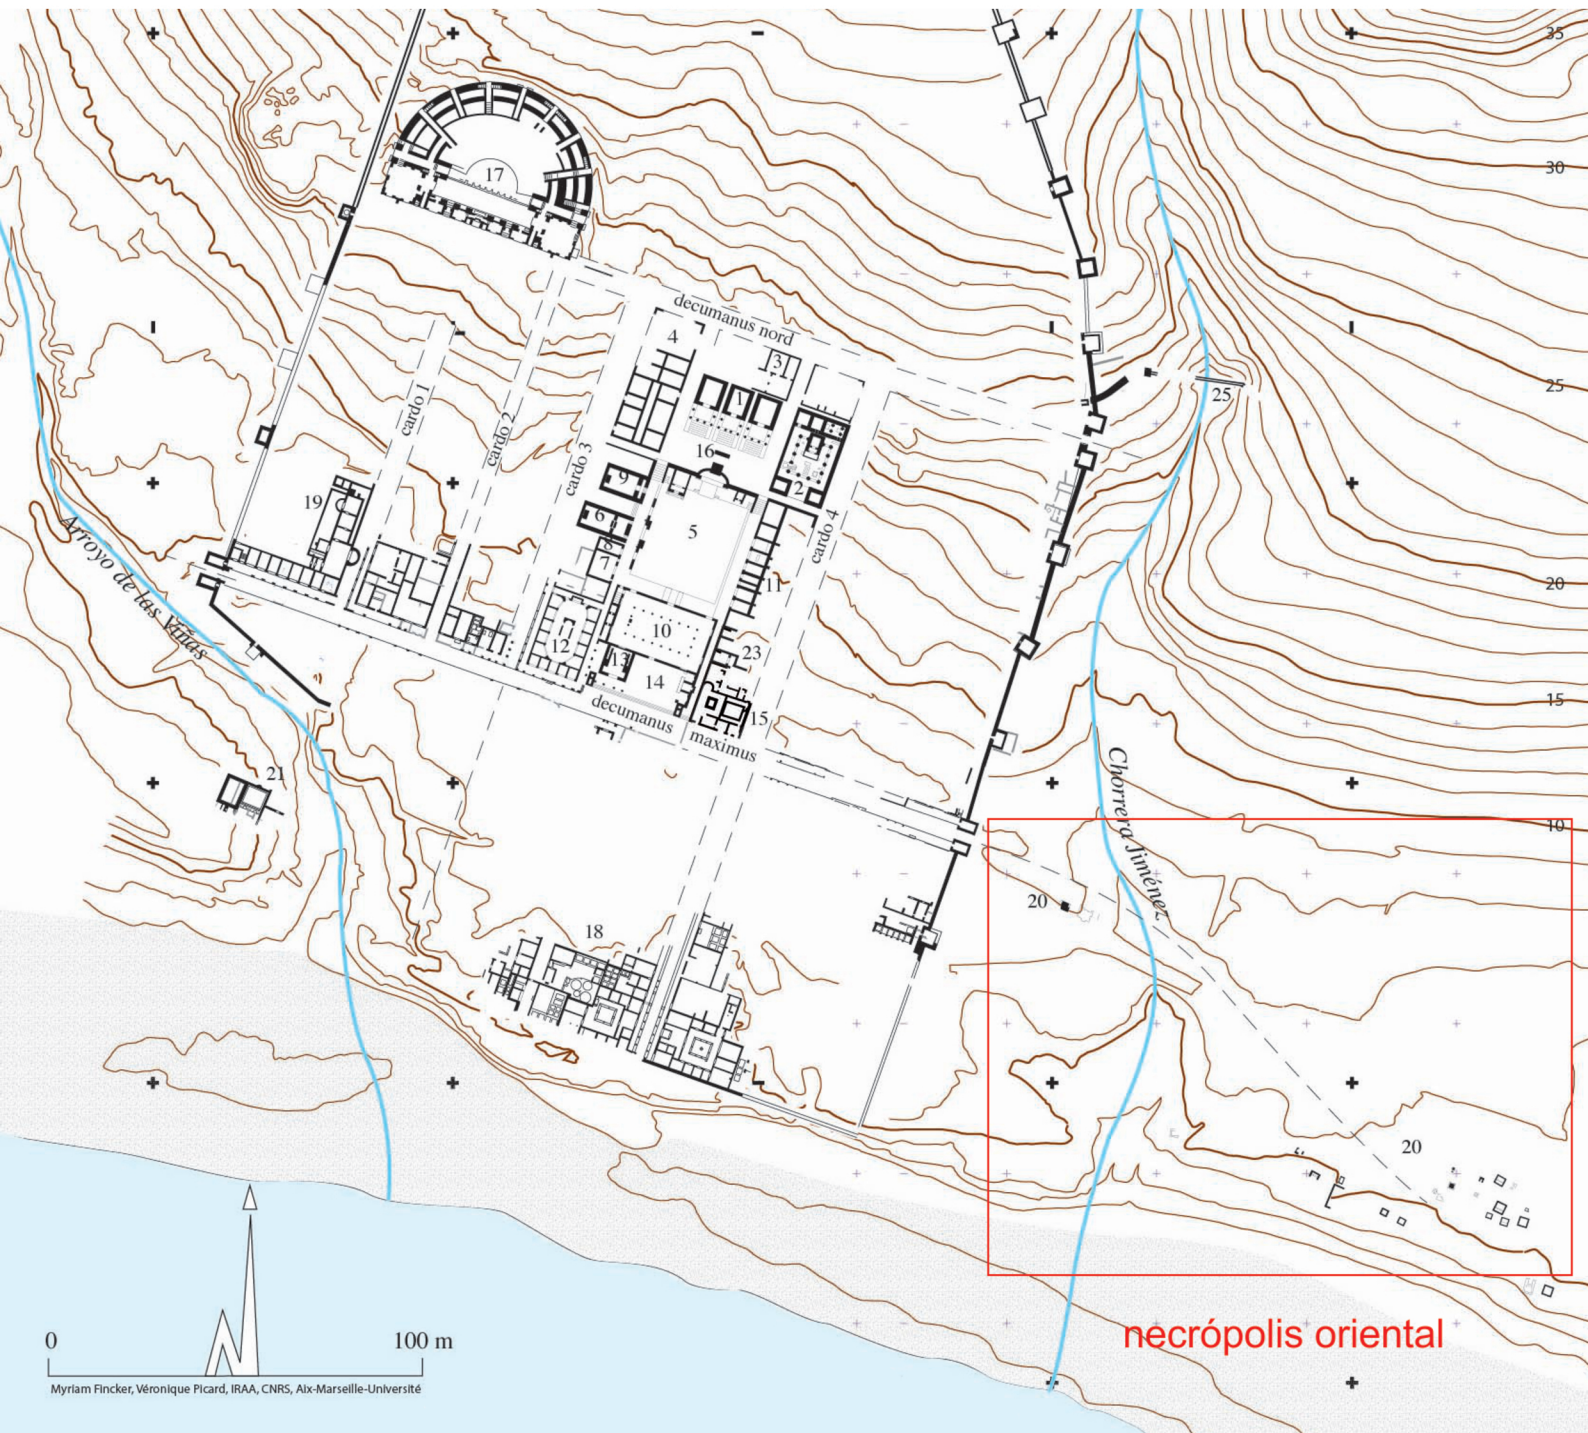 35
17
30
decumanus nord
4
3
1
25
25
cardo 1
cardo 2
cardo 3
16
9
2
19
6
5
cardo 4
Arroyo de las Viñas
8
7
11
20
10
12
13
23
14
15
15
decumanus
maximus
21
Chorrera Jiménez
10
20
18
20
necrópolis oriental
0
100 m
N
Myriam Fincker, Véronique Picard, IRAA, CNRS, Aix-Marseille-Université